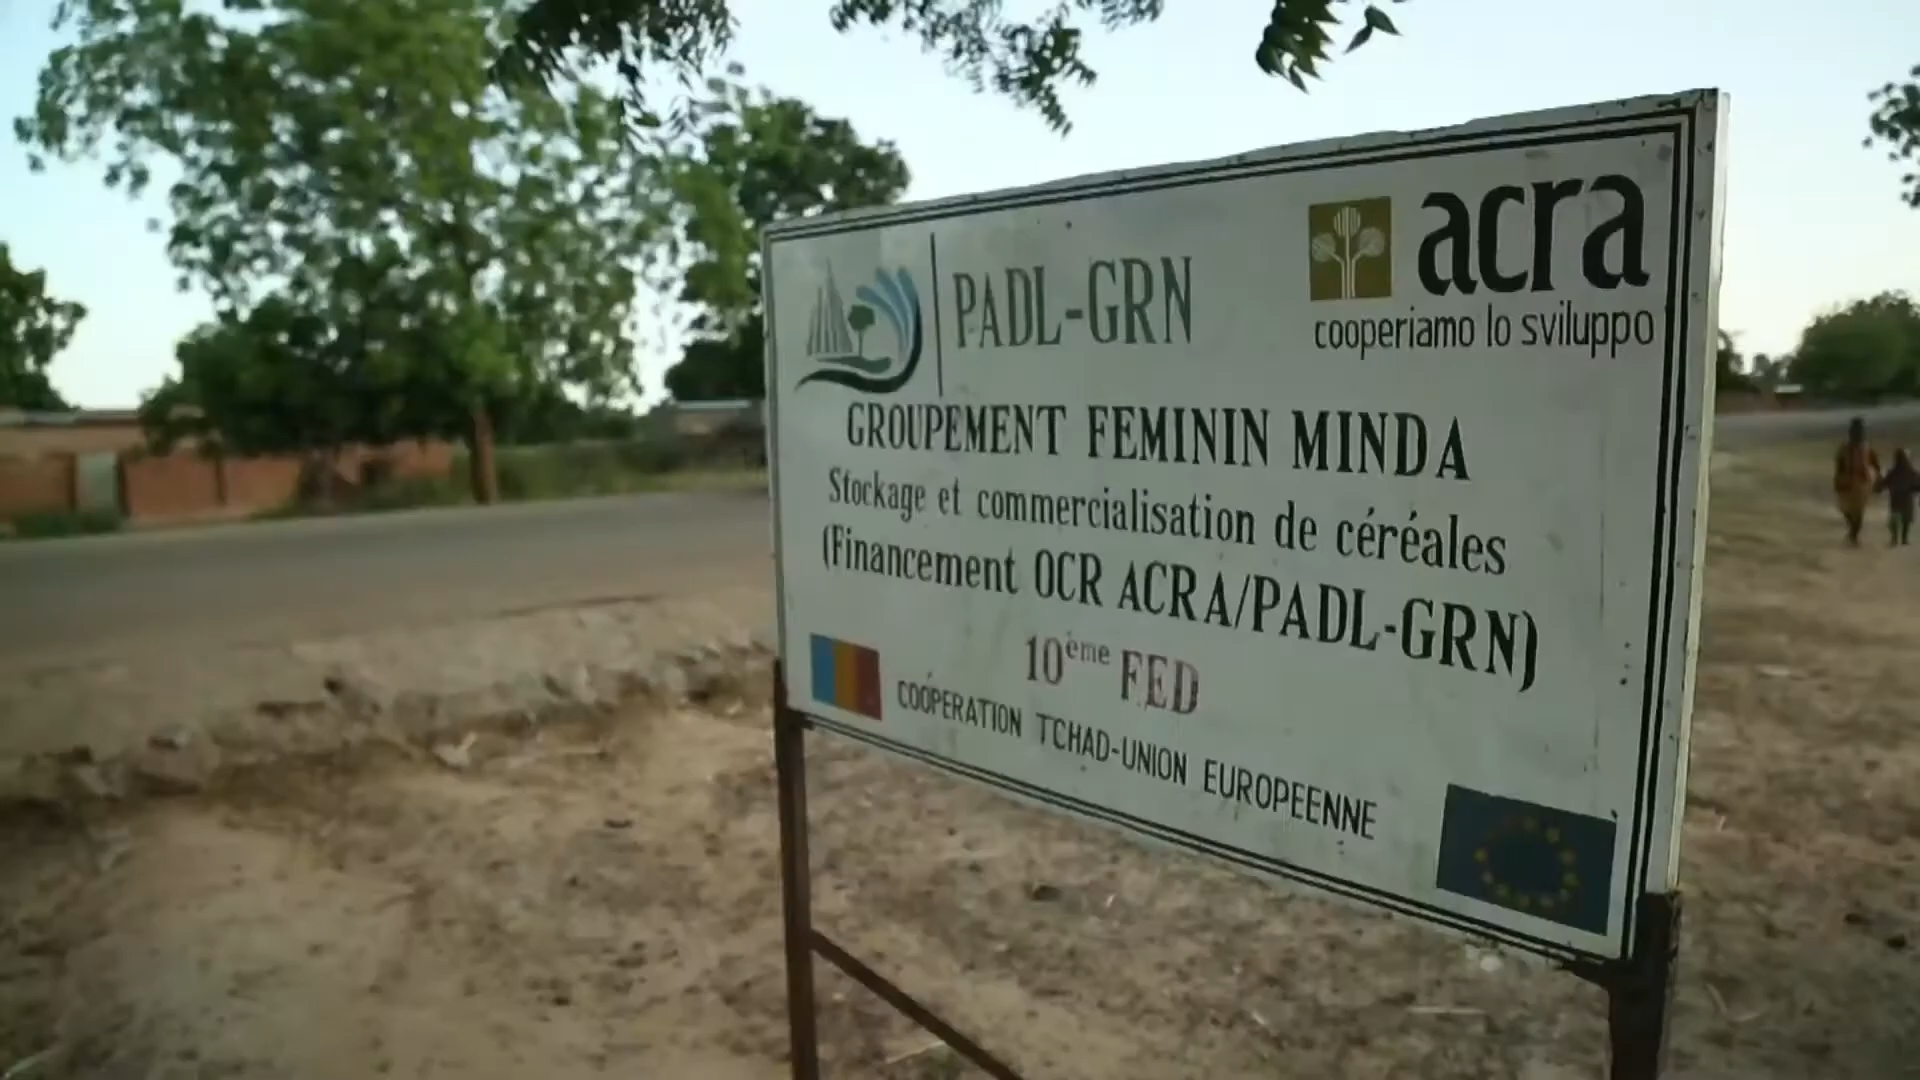 PADL-GRN
acra
cooperiamo lo sviluppo
GROUPEMENT FEMININ MINDA
Stockage et commercialisation de céréales
(Financement OCR ACRA/PADL-GRN)
10ème FED
COOPERATION TCHAD-UNION EUROPEENNE